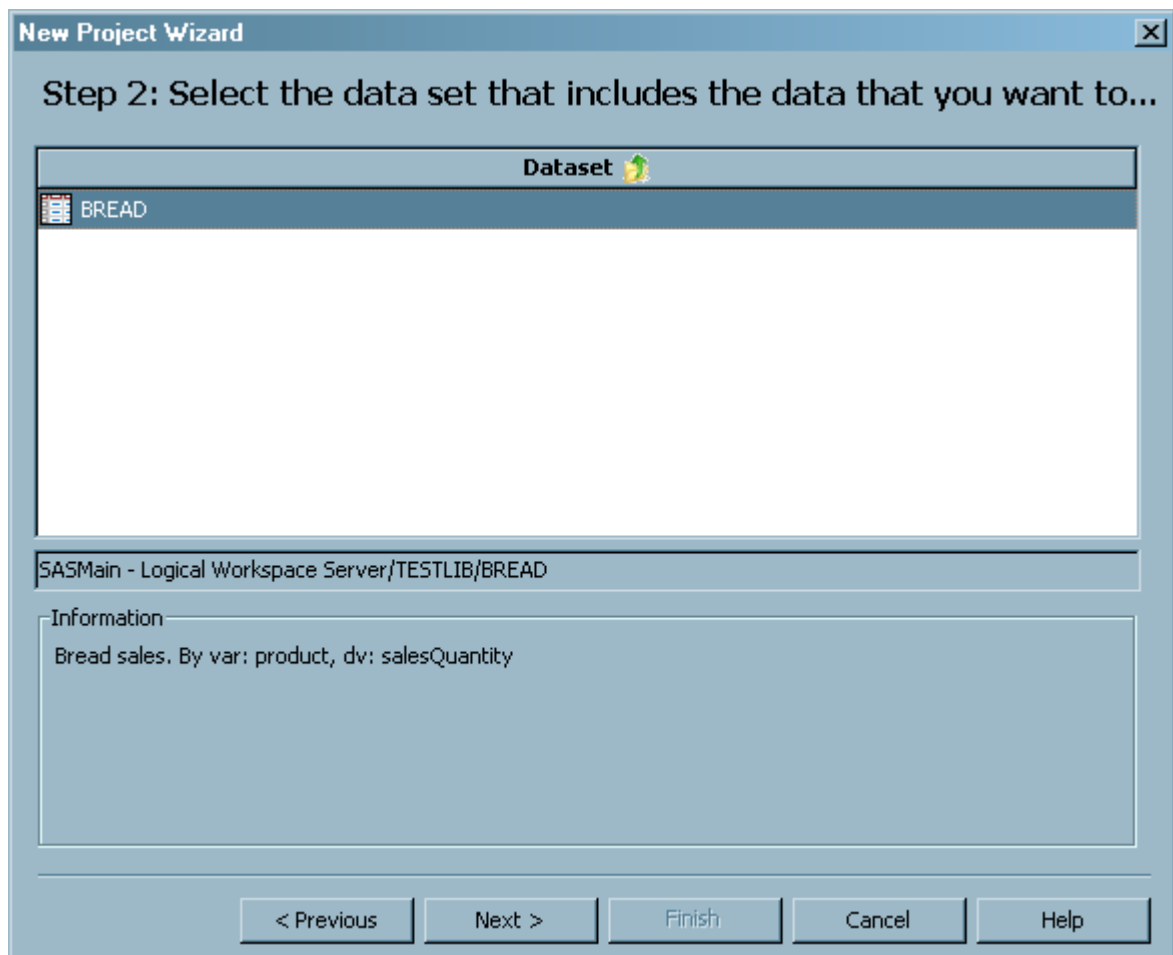 New Project Wizard
Step 2: Select the data set that includes the data that you want to...
Dataset
BREAD
SASMain - Logical Workspace Server/TESTLIB/BREAD
Information
Bread sales. By var: product, dv: salesQuantity
< Previous Next > Finish Cancel Help